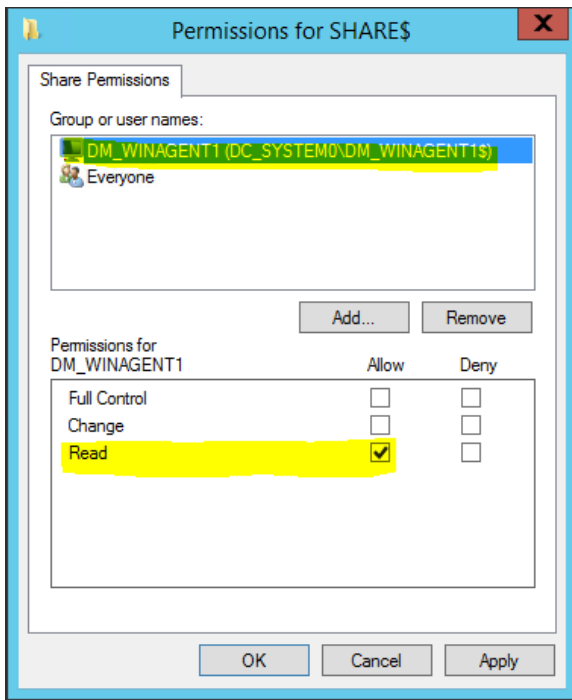 Permissions for SHARE$
X
Share Permissions
Group or user names:
DM_WINAGENT1 (DC_SYSTEM0\DM_WINAGENT1$)
Everyone
Add... Remove
Permissions for
DM_WINAGENT1 Allow Deny
Full Control
Change
Read
OK Cancel Apply